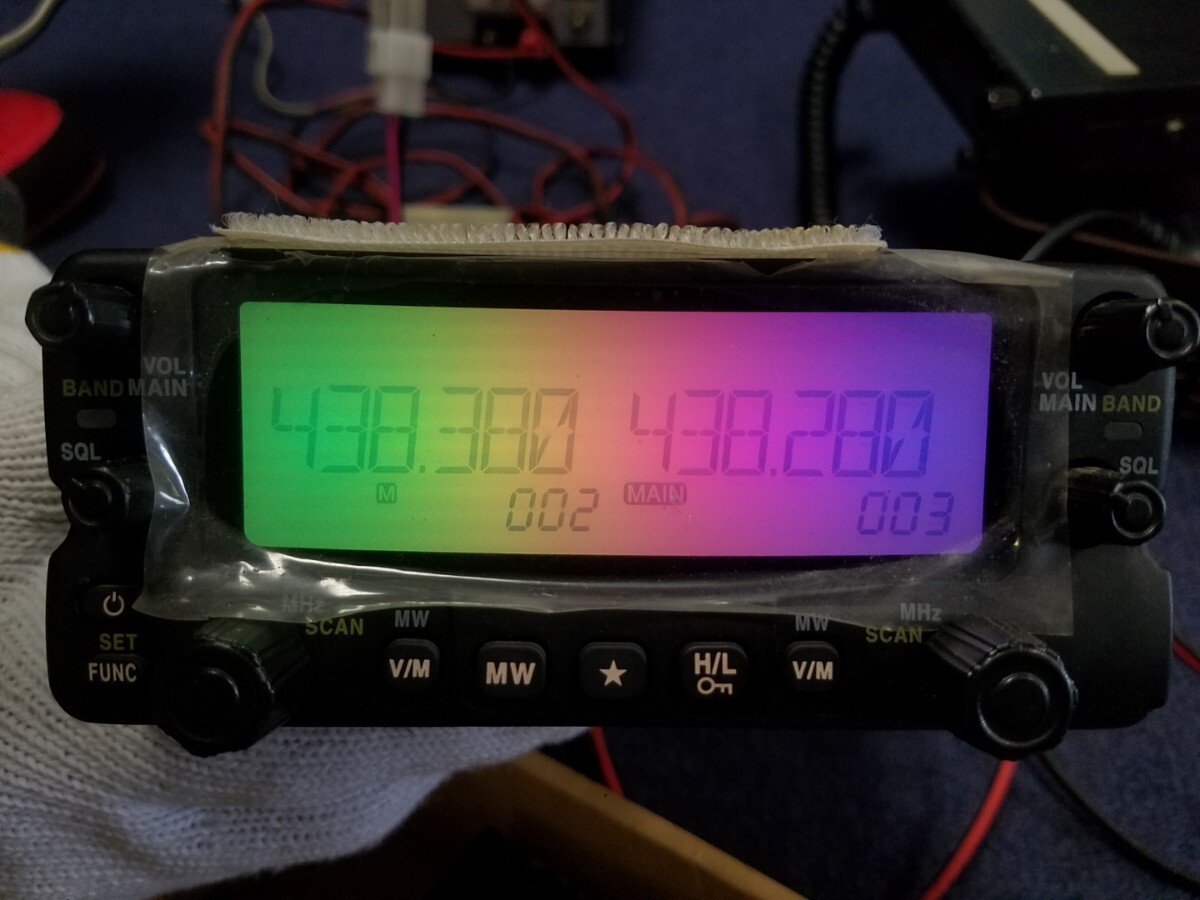 VOL
BAND MAIN
SQL
SET
FUNC
438.380 438.280
M 002 MAIN 003
VOL
MAIN BAND
SQL
MHz
SCAN
MW
V/M
MW
★
H/L
MW
V/M
MHz
SCAN